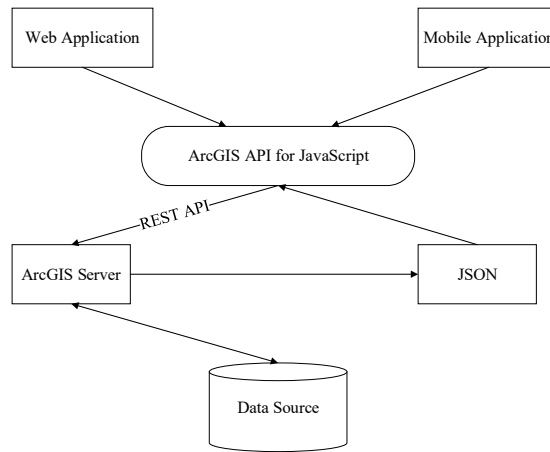 Web Application
Mobile Application
ArcGIS API for JavaScript
REST API
ArcGIS Server
JSON
Data Source